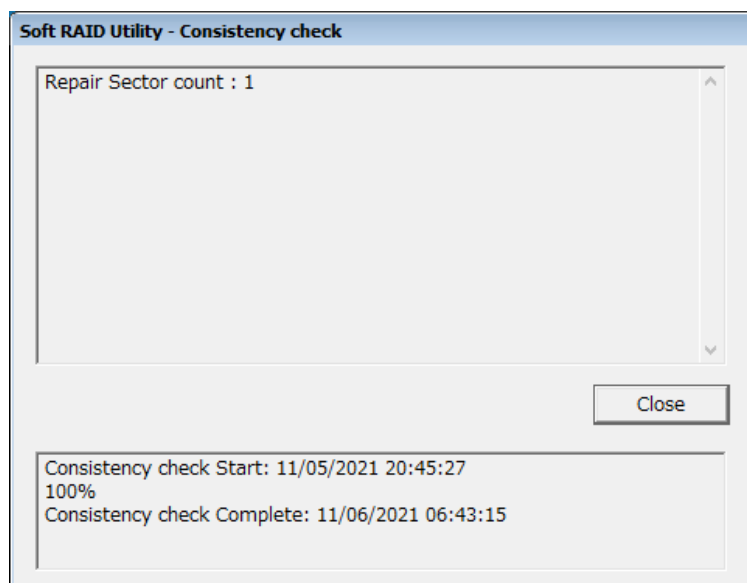 Soft RAID Utility - Consistency check
Repair Sector count : 1
Close
Consistency check Start: 11/05/2021 20:45:27
100%
Consistency check Complete: 11/06/2021 06:43:15